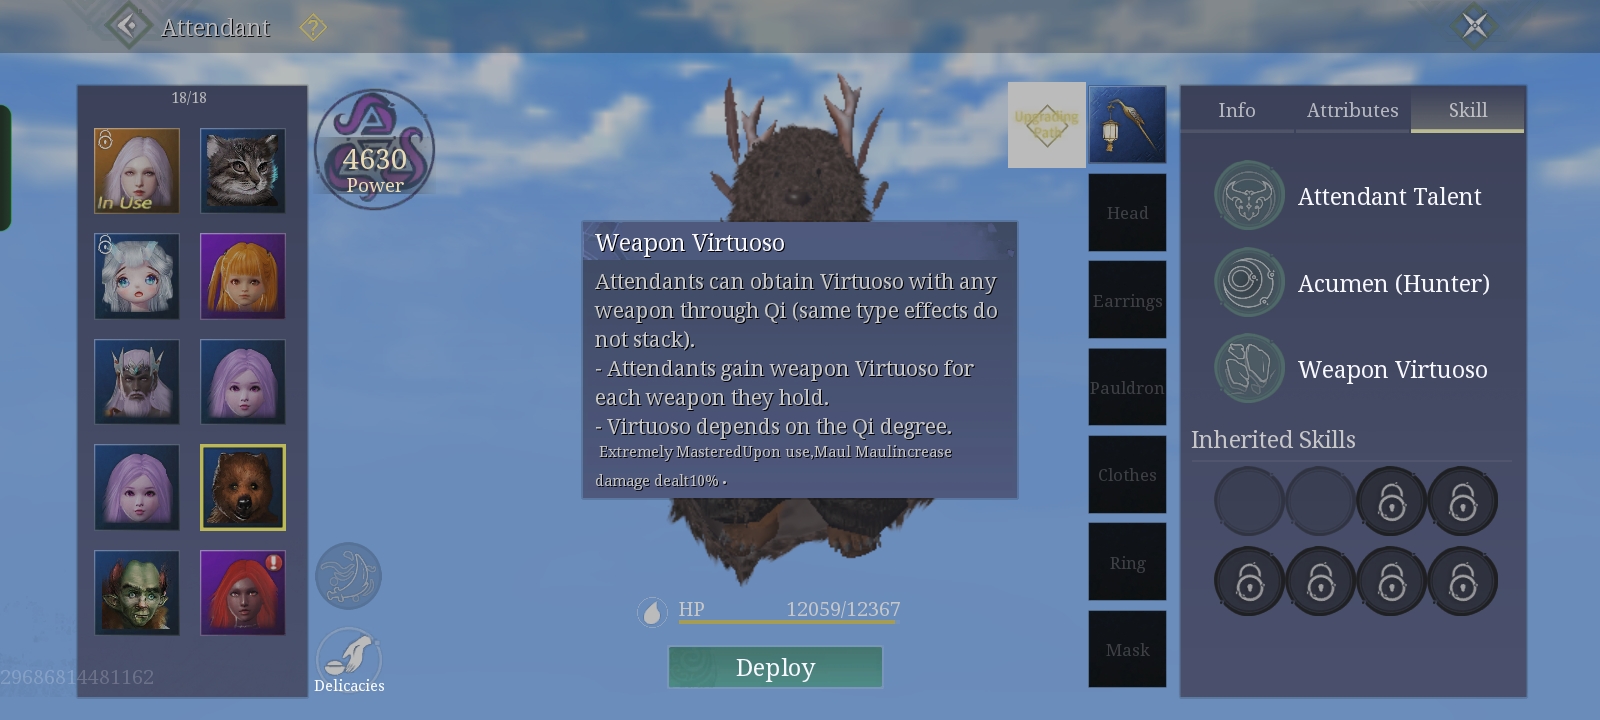 Attendant
?
18/18
In Use
4630
Power
Upgrading
Path
Info
Attributes
Skill
Head
Earrings
Pauldron
Clothes
Ring
Mask
Attendant Talent
Acumen (Hunter)
Weapon Virtuoso
Inherited Skills
Weapon Virtuoso
Attendants can obtain Virtuoso with any
weapon through Qi (same type effects do
not stack).
- Attendants gain weapon Virtuoso for
each weapon they hold.
- Virtuoso depends on the Qi degree.
Extremely MasteredUpon use,Maul Maulincrease
damage dealt10% •
HP
12059/12367
Deploy
Delicacies
29686814481162